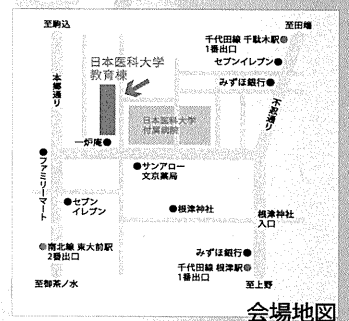 至駒込
至田端
千代田線 千駄木駅
1番出口
セブンイレブン
みずほ銀行
日本医科大学
教育棟
本郷通り
不忍通り
日本医科大学
付属病院
一炉庵
サンアロー
文京薬局
ファミリーマート
セブン
イレブン
根津神社
根津神社
入口
南北線 東大前駅
2番出口
みずほ銀行
千代田線 根津駅
1番出口
至御茶ノ水
至上野
会場地図